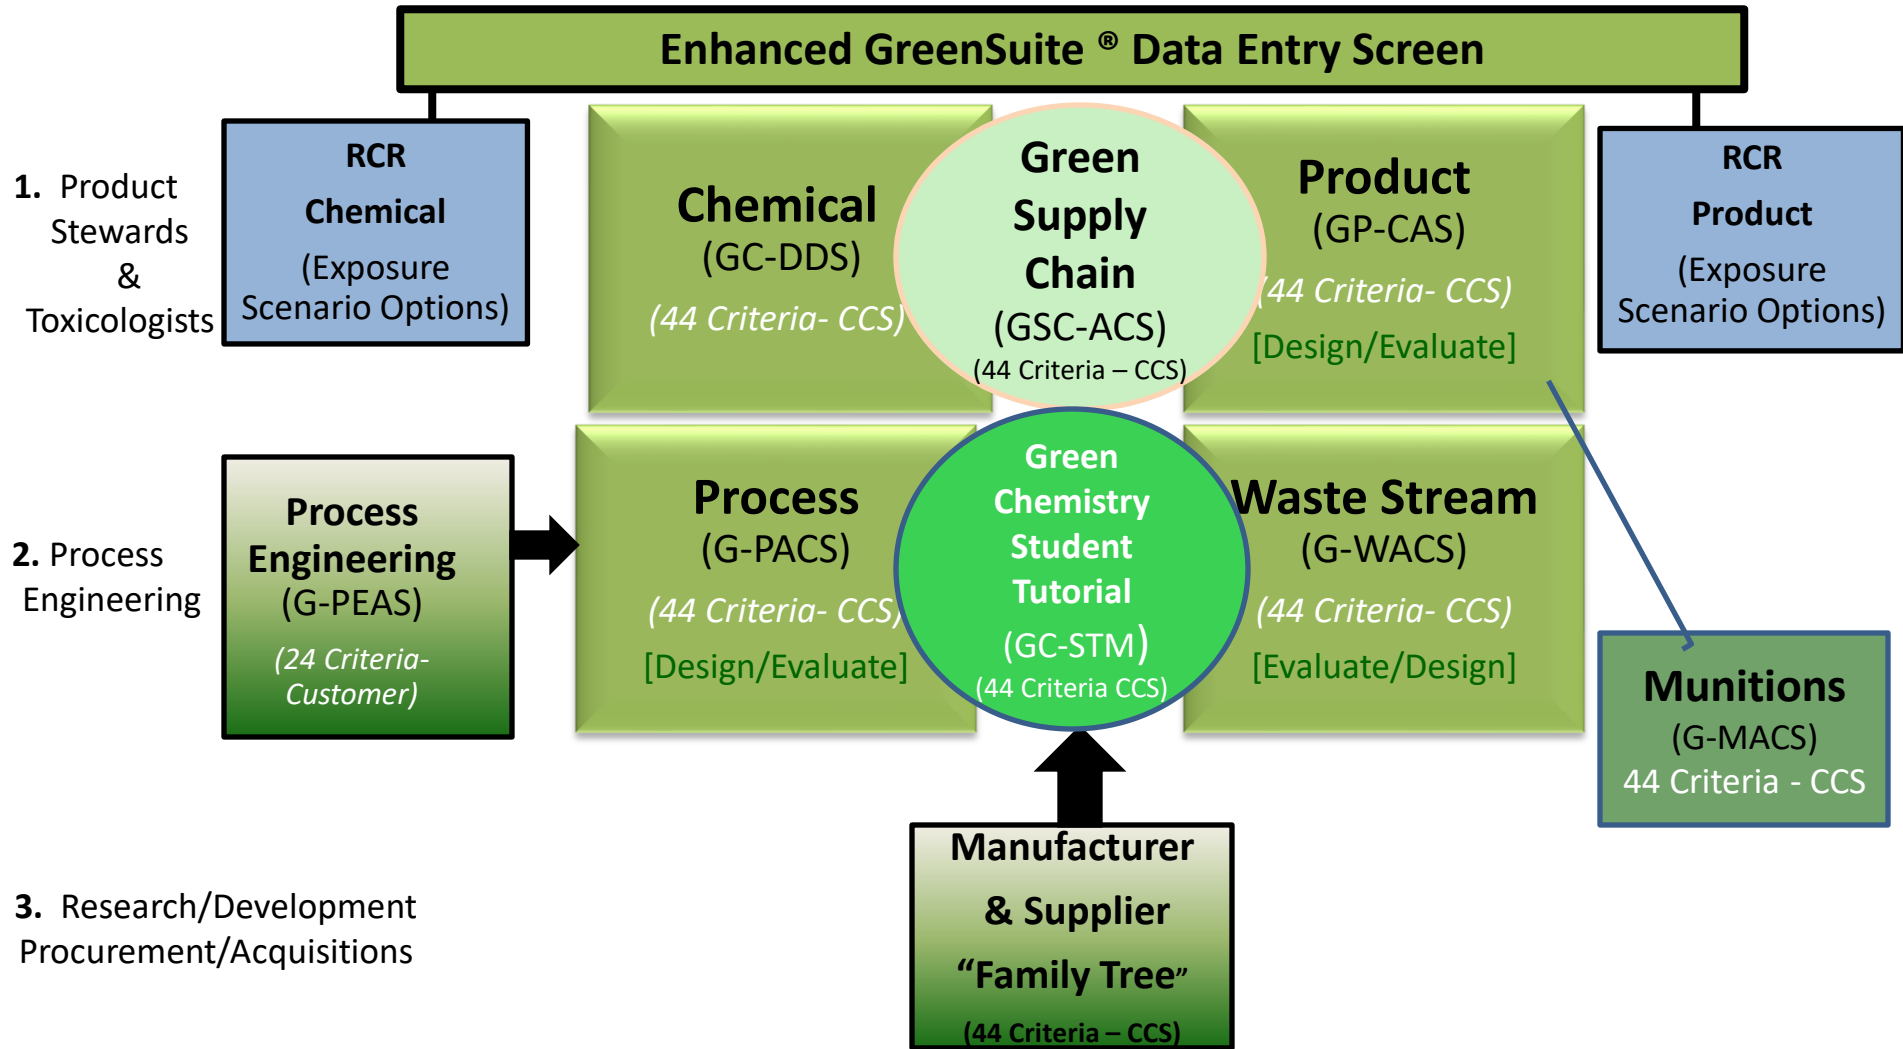 Enhanced GreenSuite ® Data Entry Screen
1. Product
Stewards
&
Toxicologists
RCR
Chemical
(Exposure
Scenario Options)
Chemical
(GC-DDS)
(44 Criteria- CCS)
Green
Supply
Chain
(GSC-ACS)
(44 Criteria – CCS)
Product
(GP-CAS)
(44 Criteria- CCS)
[Design/Evaluate]
RCR
Product
(Exposure
Scenario Options)
2. Process
Engineering
Process
Engineering
(G-PEAS)
(24 Criteria-
Customer)
Process
(G-PACS)
(44 Criteria- CCS)
[Design/Evaluate]
Green
Chemistry
Student
Tutorial
(GC-STM)
(44 Criteria CCS)
Waste Stream
(G-WACS)
(44 Criteria- CCS)
[Evaluate/Design]
Munitions
(G-MACS)
44 Criteria - CCS
3. Research/Development
Procurement/Acquisitions
Manufacturer
& Supplier
“Family Tree”
(44 Criteria – CCS)